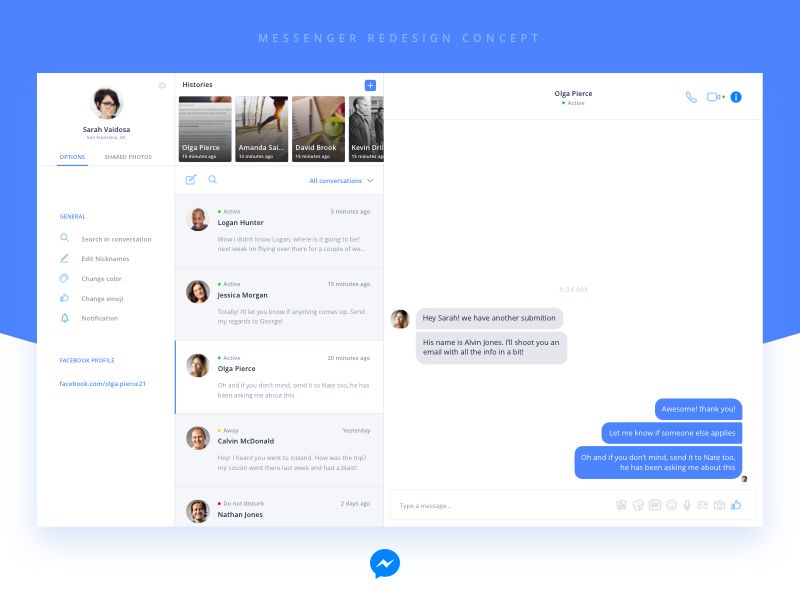 MESSENGER REDESIGN CONCEPT
Sarah Vaidosa
San Francisco, US
OPTIONS
SHARED PHOTOS
GENERAL
Search in conversation
Edit Nicknames
Change color
Change emoji
Notification
FACEBOOK PROFILE
facebook.com/olga.pierce21
Histories
Olga Pierce
15 minutes ago
Amanda Sai...
13 minutes ago
David Brook
15 minutes ago
Kevin Dril
15 minutes ago
All conversations
Active
5 minutes ago
Logan Hunter
Wow i didn't know Logan, where is it going to be?
next week im fliying over there for a couple of we...
Active
15 minutes ago
Jessica Morgan
Totally! I'll let you know if anything comes up. Send
my regards to George!
Active
20 minute ago
Olga Pierce
Oh and if you don't mind, send it to Nate too, he has
been asking me about this
Away
Yesterday
Calvin McDonald
Hey! I heard you went to Iceland. How was the trip?
my cousin went there last week and had a blast!
Do not disturb
2 days ago
Nathan Jones
Olga Pierce
Active
8:24 AM
Hey Sarah! we have another submition
His name is Alvin Jones. I'll shoot you an
email with all the info in a bit!
Awesome! thank you!
Let me know if someone else applies
Oh and if you don't mind, send it to Nate too,
he has been asking me about this
Type a message...
GIF